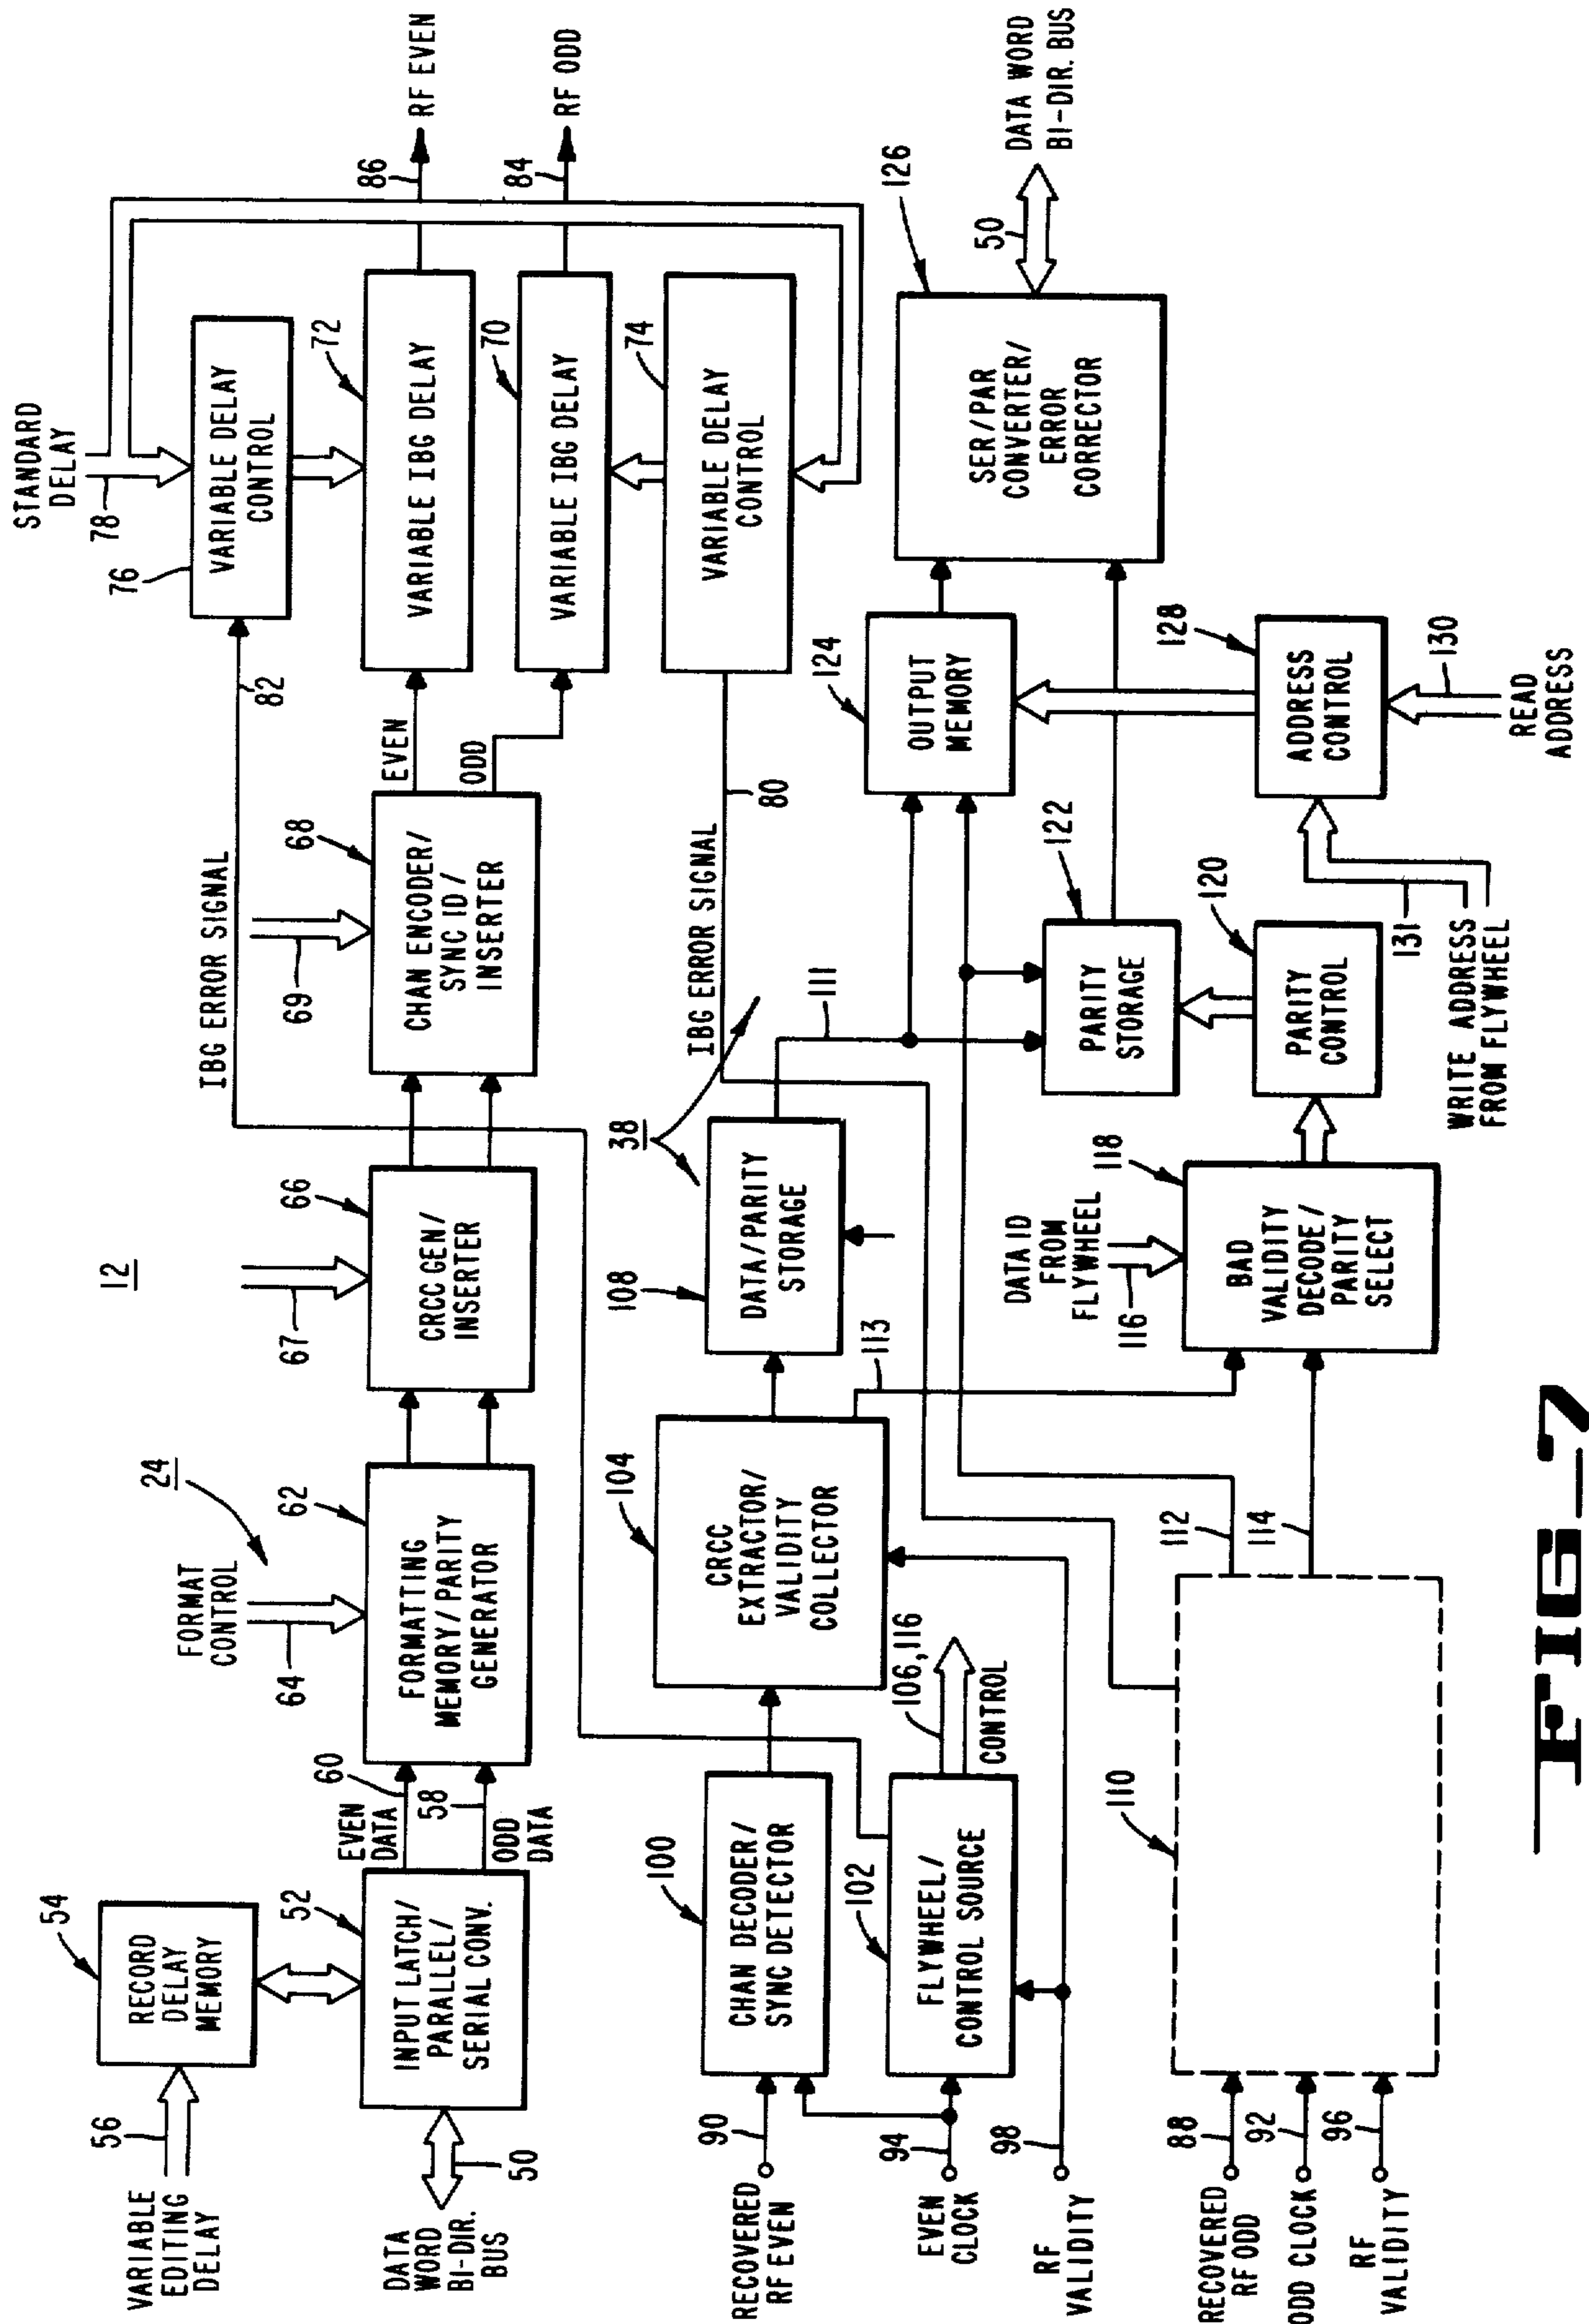 12
24
38
VARIABLE
EDITING
DELAY
56
54
RECORD
DELAY
MEMORY
DATA
WORD
BI-DIR.
BUS
50
52
INPUT LATCH/
PARALLEL/
SERIAL CONV.
EVEN
DATA
60
58
ODD
DATA
FORMAT
CONTROL
64
62
FORMATTING
MEMORY/PARITY
GENERATOR
67
66
CRCC GEN/
INSERTER
69
68
CHAN ENCODER/
SYNC ID/
INSERTER
EVEN
ODD
IBG ERROR SIGNAL
82
STANDARD
DELAY
78
76
VARIABLE DELAY
CONTROL
72
VARIABLE IBG DELAY
70
VARIABLE IBG DELAY
74
VARIABLE DELAY
CONTROL
86
RF EVEN
84
RF ODD
IBG ERROR SIGNAL
80
RECOVERED
RF EVEN
90
EVEN
CLOCK
94
RF
VALIDITY
98
100
CHAN DECODER/
SYNC DETECTOR
102
FLYWHEEL/
CONTROL SOURCE
106,116
CONTROL
104
CRCC
EXTRACTOR/
VALIDITY
COLLECTOR
113
108
DATA/PARITY
STORAGE
111
RECOVERED
RF ODD
88
ODD CLOCK
92
RF
VALIDITY
96
110
112
114
DATA ID
FROM
FLYWHEEL
116
118
BAD
VALIDITY
DECODE/
PARITY
SELECT
120
PARITY
CONTROL
122
PARITY
STORAGE
124
OUTPUT
MEMORY
126
SER/PAR
CONVERTER/
ERROR
CORRECTOR
50
DATA WORD
BI-DIR. BUS
128
ADDRESS
CONTROL
130
READ
ADDRESS
131
WRITE ADDRESS
FROM FLYWHEEL
FIG_7